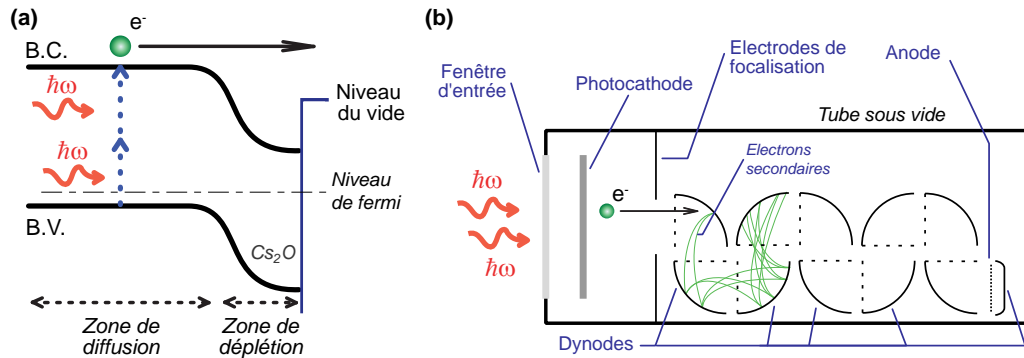 (a)
e-
B.C.
ħω
ħω
Niveau
du vide
Niveau
de fermi
B.V.
Cs2O
Zone de
diffusion
Zone de
déplétion
(b)
Fenêtre
d'entrée
Photocathode
Electrodes de
focalisation
Anode
Tube sous vide
Electrons
secondaires
ħω
e-
ħω
Dynodes